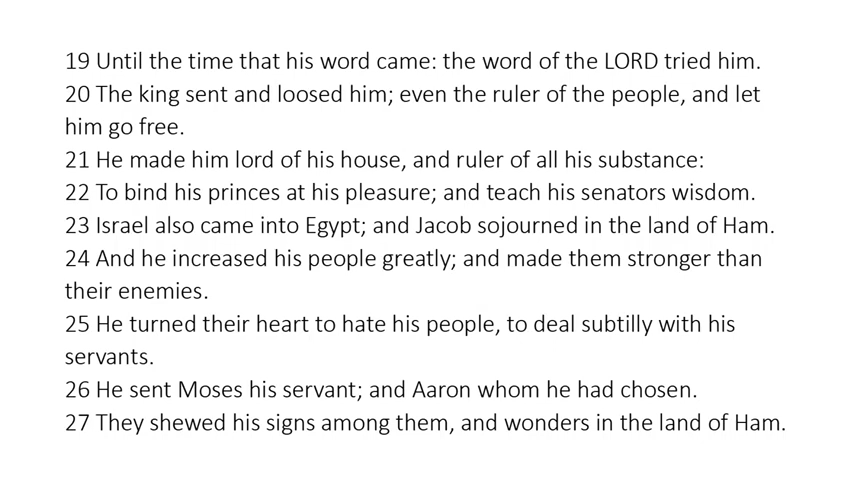 19 Until the time that his word came: the word of the LORD tried him.
20 The king sent and loosed him; even the ruler of the people, and let
him go free.
21 He made him lord of his house, and ruler of all his substance:
22 To bind his princes at his pleasure; and teach his senators wisdom.
23 Israel also came into Egypt; and Jacob sojourned in the land of Ham.
24 And he increased his people greatly; and made them stronger than
their enemies.
25 He turned their heart to hate his people, to deal subtilly with his
servants.
26 He sent Moses his servant; and Aaron whom he had chosen.
27 They shewed his signs among them, and wonders in the land of Ham.